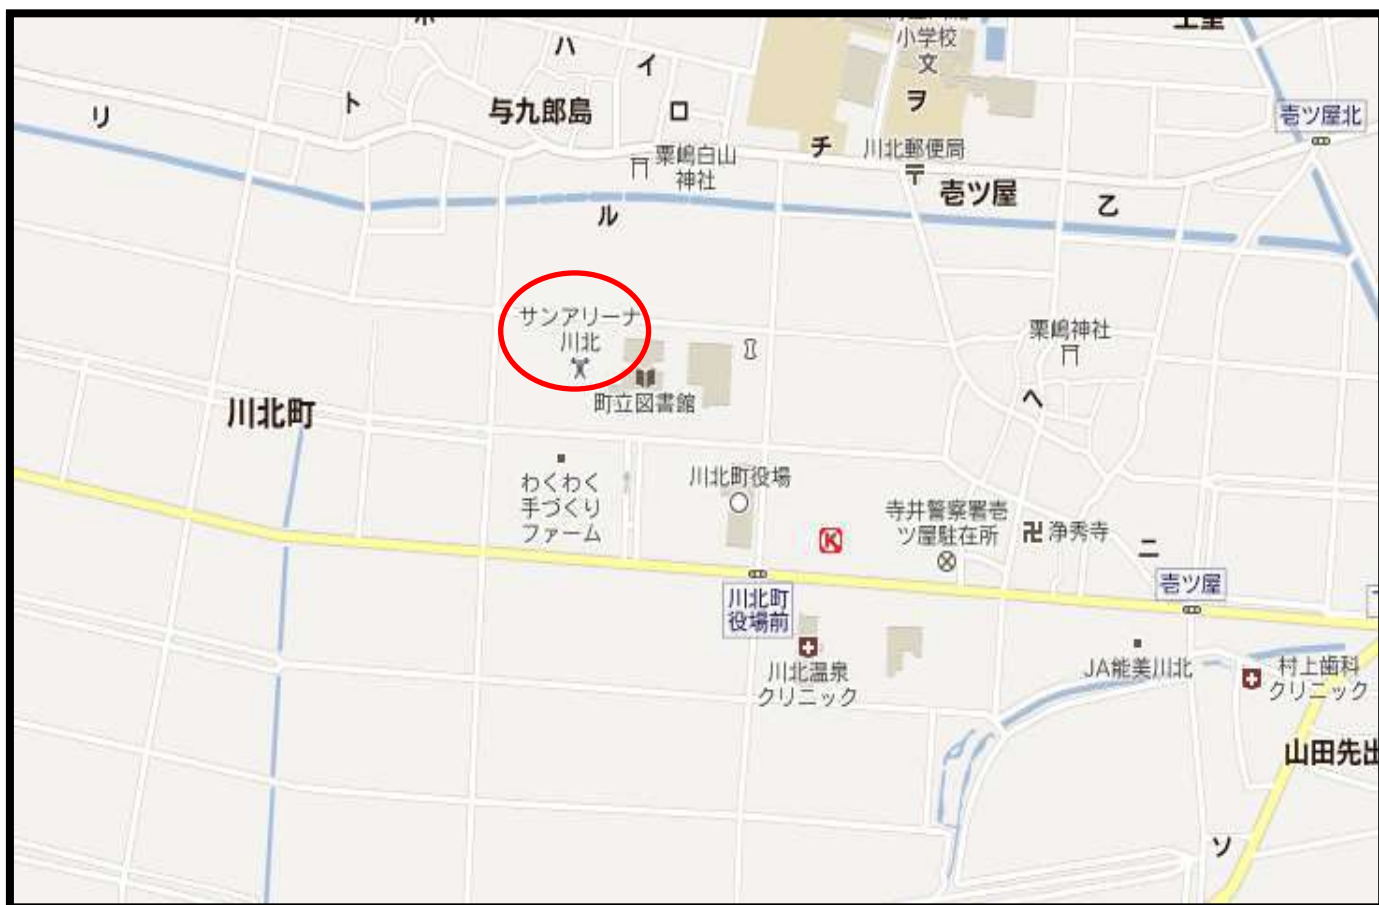 ハ
イ
小学校
文
ヲ
ト
リ
与九郎島
ロ
チ
川北郵便局
壱ツ屋北
粟嶋白山
神社
壱ツ屋
乙
ル
サンアリーナ
川北
粟嶋神社
町立図書館
川北町
ヘ
わくわく
手づくり
ファーム
川北町役場
K
寺井警察署壱
ツ屋駐在所
浄秀寺
ニ
壱ツ屋
川北町
役場前
川北温泉
クリニック
JA能美川北
村上歯科
クリニック
山田先出
ソ